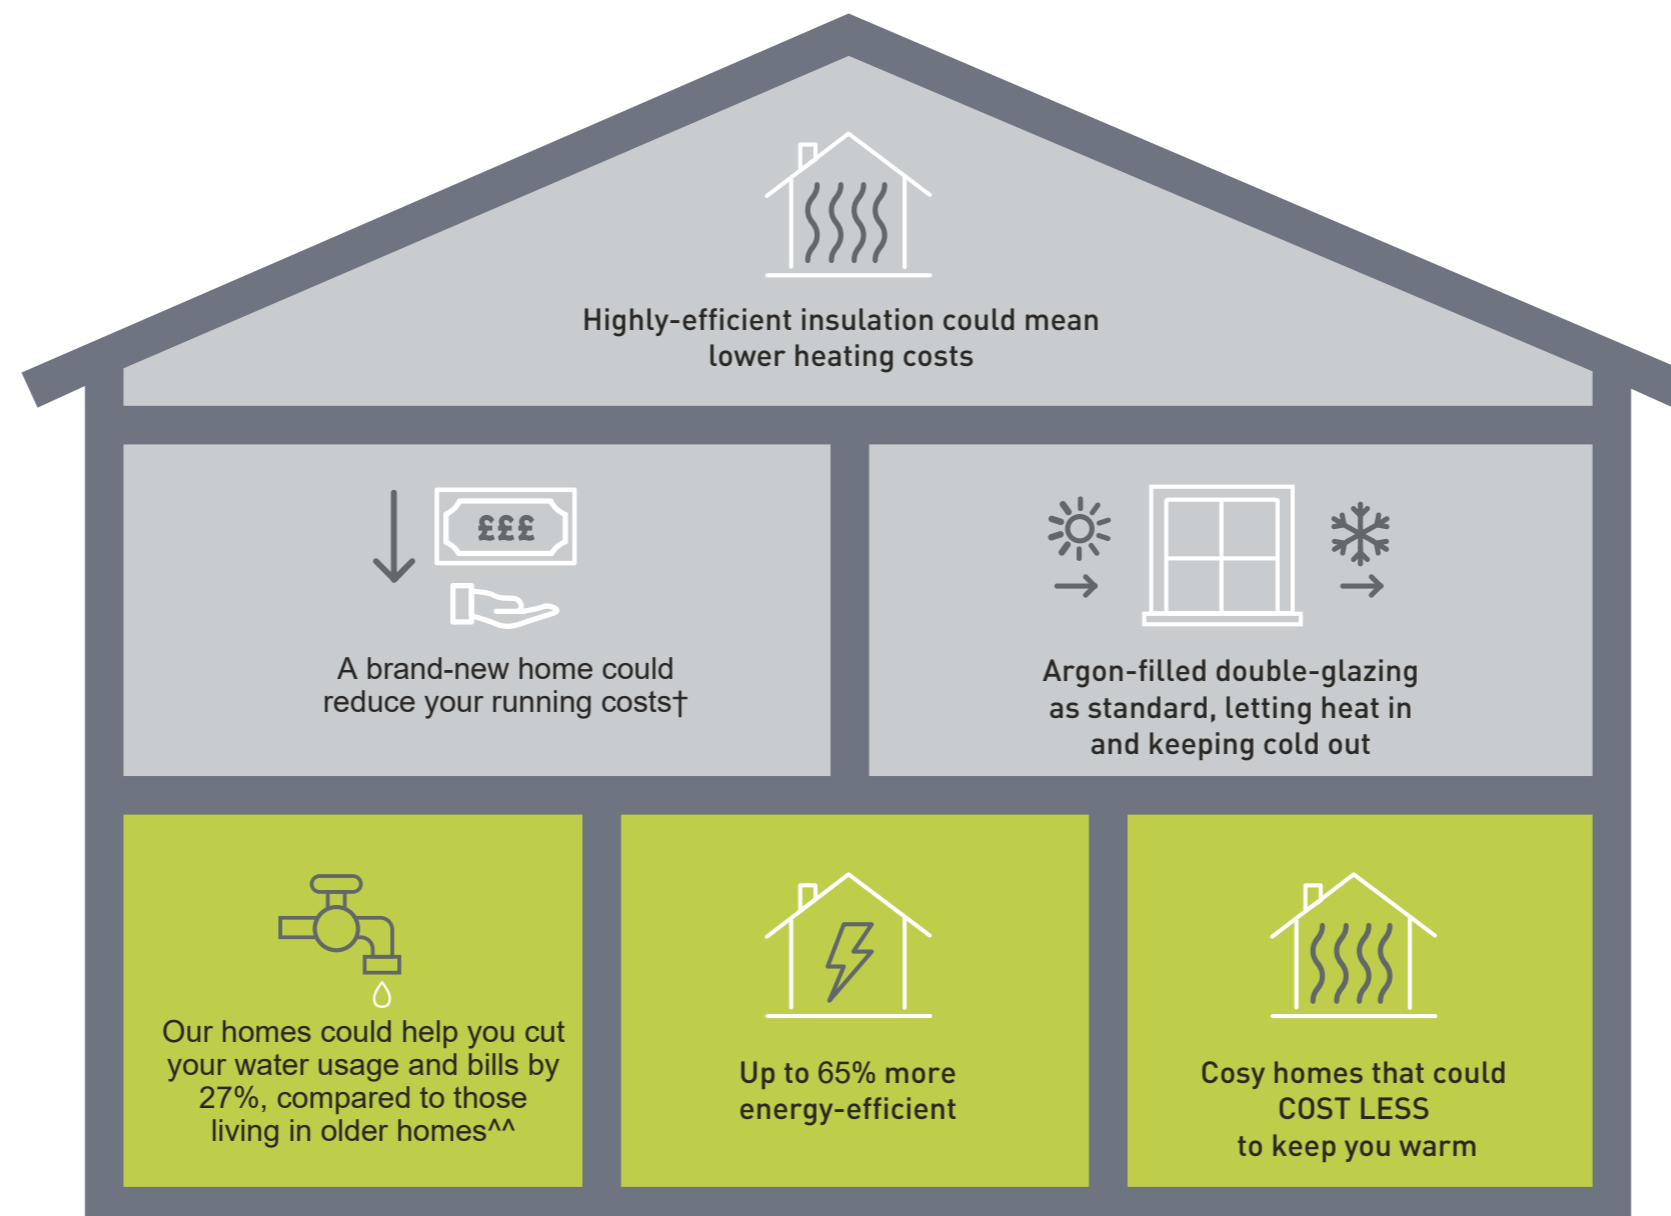 Highly-efficient insulation could mean
lower heating costs
£££
A brand-new home could
reduce your running costs†
Argon-filled double-glazing
as standard, letting heat in
and keeping cold out
Our homes could help you cut
your water usage and bills by
27%, compared to those
living in older homes^^
Up to 65% more
energy-efficient
Cosy homes that could
COST LESS
to keep you warm